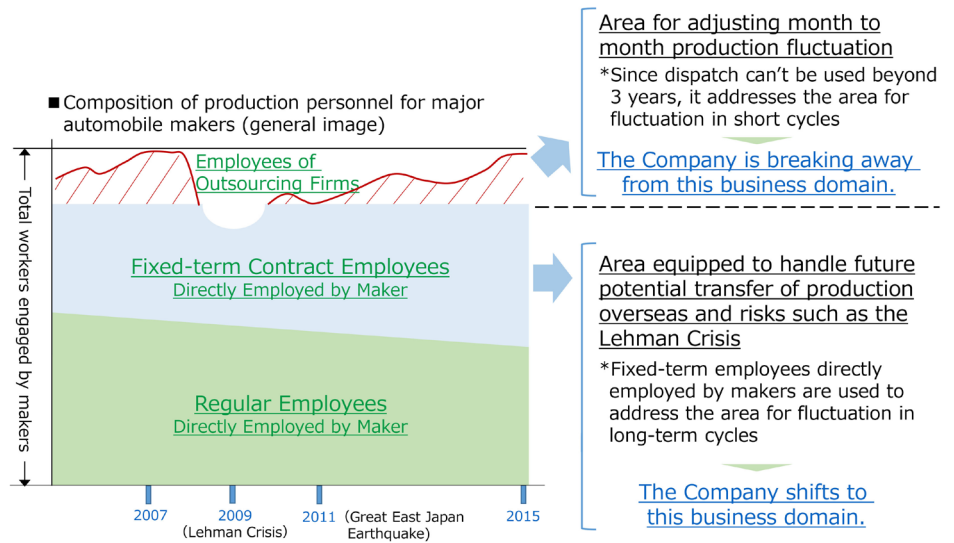 ■ Composition of production personnel for major
automobile makers (general image)
Total workers engaged by makers
Employees of
Outsourcing Firms
Fixed-term Contract Employees
Directly Employed by Maker
Regular Employees
Directly Employed by Maker
2007
2009
(Lehman Crisis)
2011
(Great East Japan
Earthquake)
2015
Area for adjusting month to
month production fluctuation
*Since dispatch can't be used beyond
3 years, it addresses the area for
fluctuation in short cycles
The Company is breaking away
from this business domain.
Area equipped to handle future
potential transfer of production
overseas and risks such as the
Lehman Crisis
*Fixed-term employees directly
employed by makers are used to
address the area for fluctuation in
long-term cycles
The Company shifts to
this business domain.